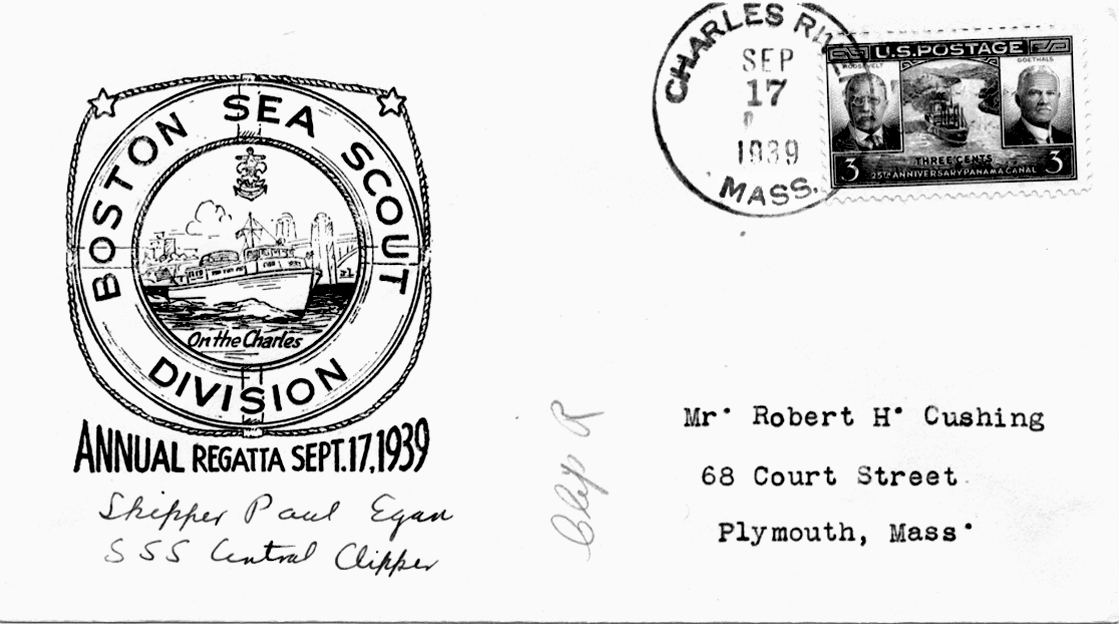 BOSTON SEA SCOUT
DIVISION
On the Charles
ANNUAL REGATTA SEPT. 17, 1939
Skipper Paul Egan
SSS Central Clipper
CHARLES RIV
SEP
17
1939
MASS.
U.S. POSTAGE
ROOSEVELT
GOETHALS
THREE CENTS
3 3
25TH ANNIVERSARY PANAMA CANAL
Mr. Robert H. Cushing
68 Court Street
Plymouth, Mass.